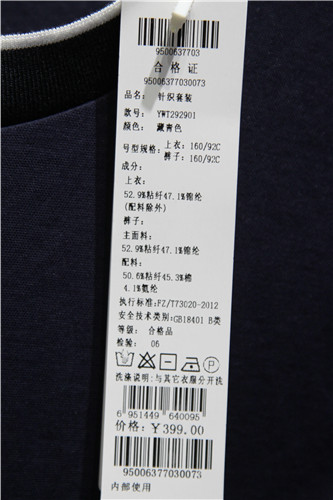 9500637703
合格证
95006377030073
品名: 针织套装
款号: YWT292901
颜色: 藏青色
号型规格: 上衣: 160/92C
裤子: 160/92C
成分:
上衣:
52.9%粘纤47.1%锦纶
(配料除外)
裤子:
主面料:
52.9%粘纤47.1%锦纶
配料:
50.6%粘纤45.3%棉
4.1%氨纶
执行标准:FZ/T73020-2012
安全技术类别:GB18401 B类
等级: 合格品
检验: 06
洗涤说明:与其它衣服分开洗
6 951449 640095
价格: ￥399.00
95006377030073
内部使用